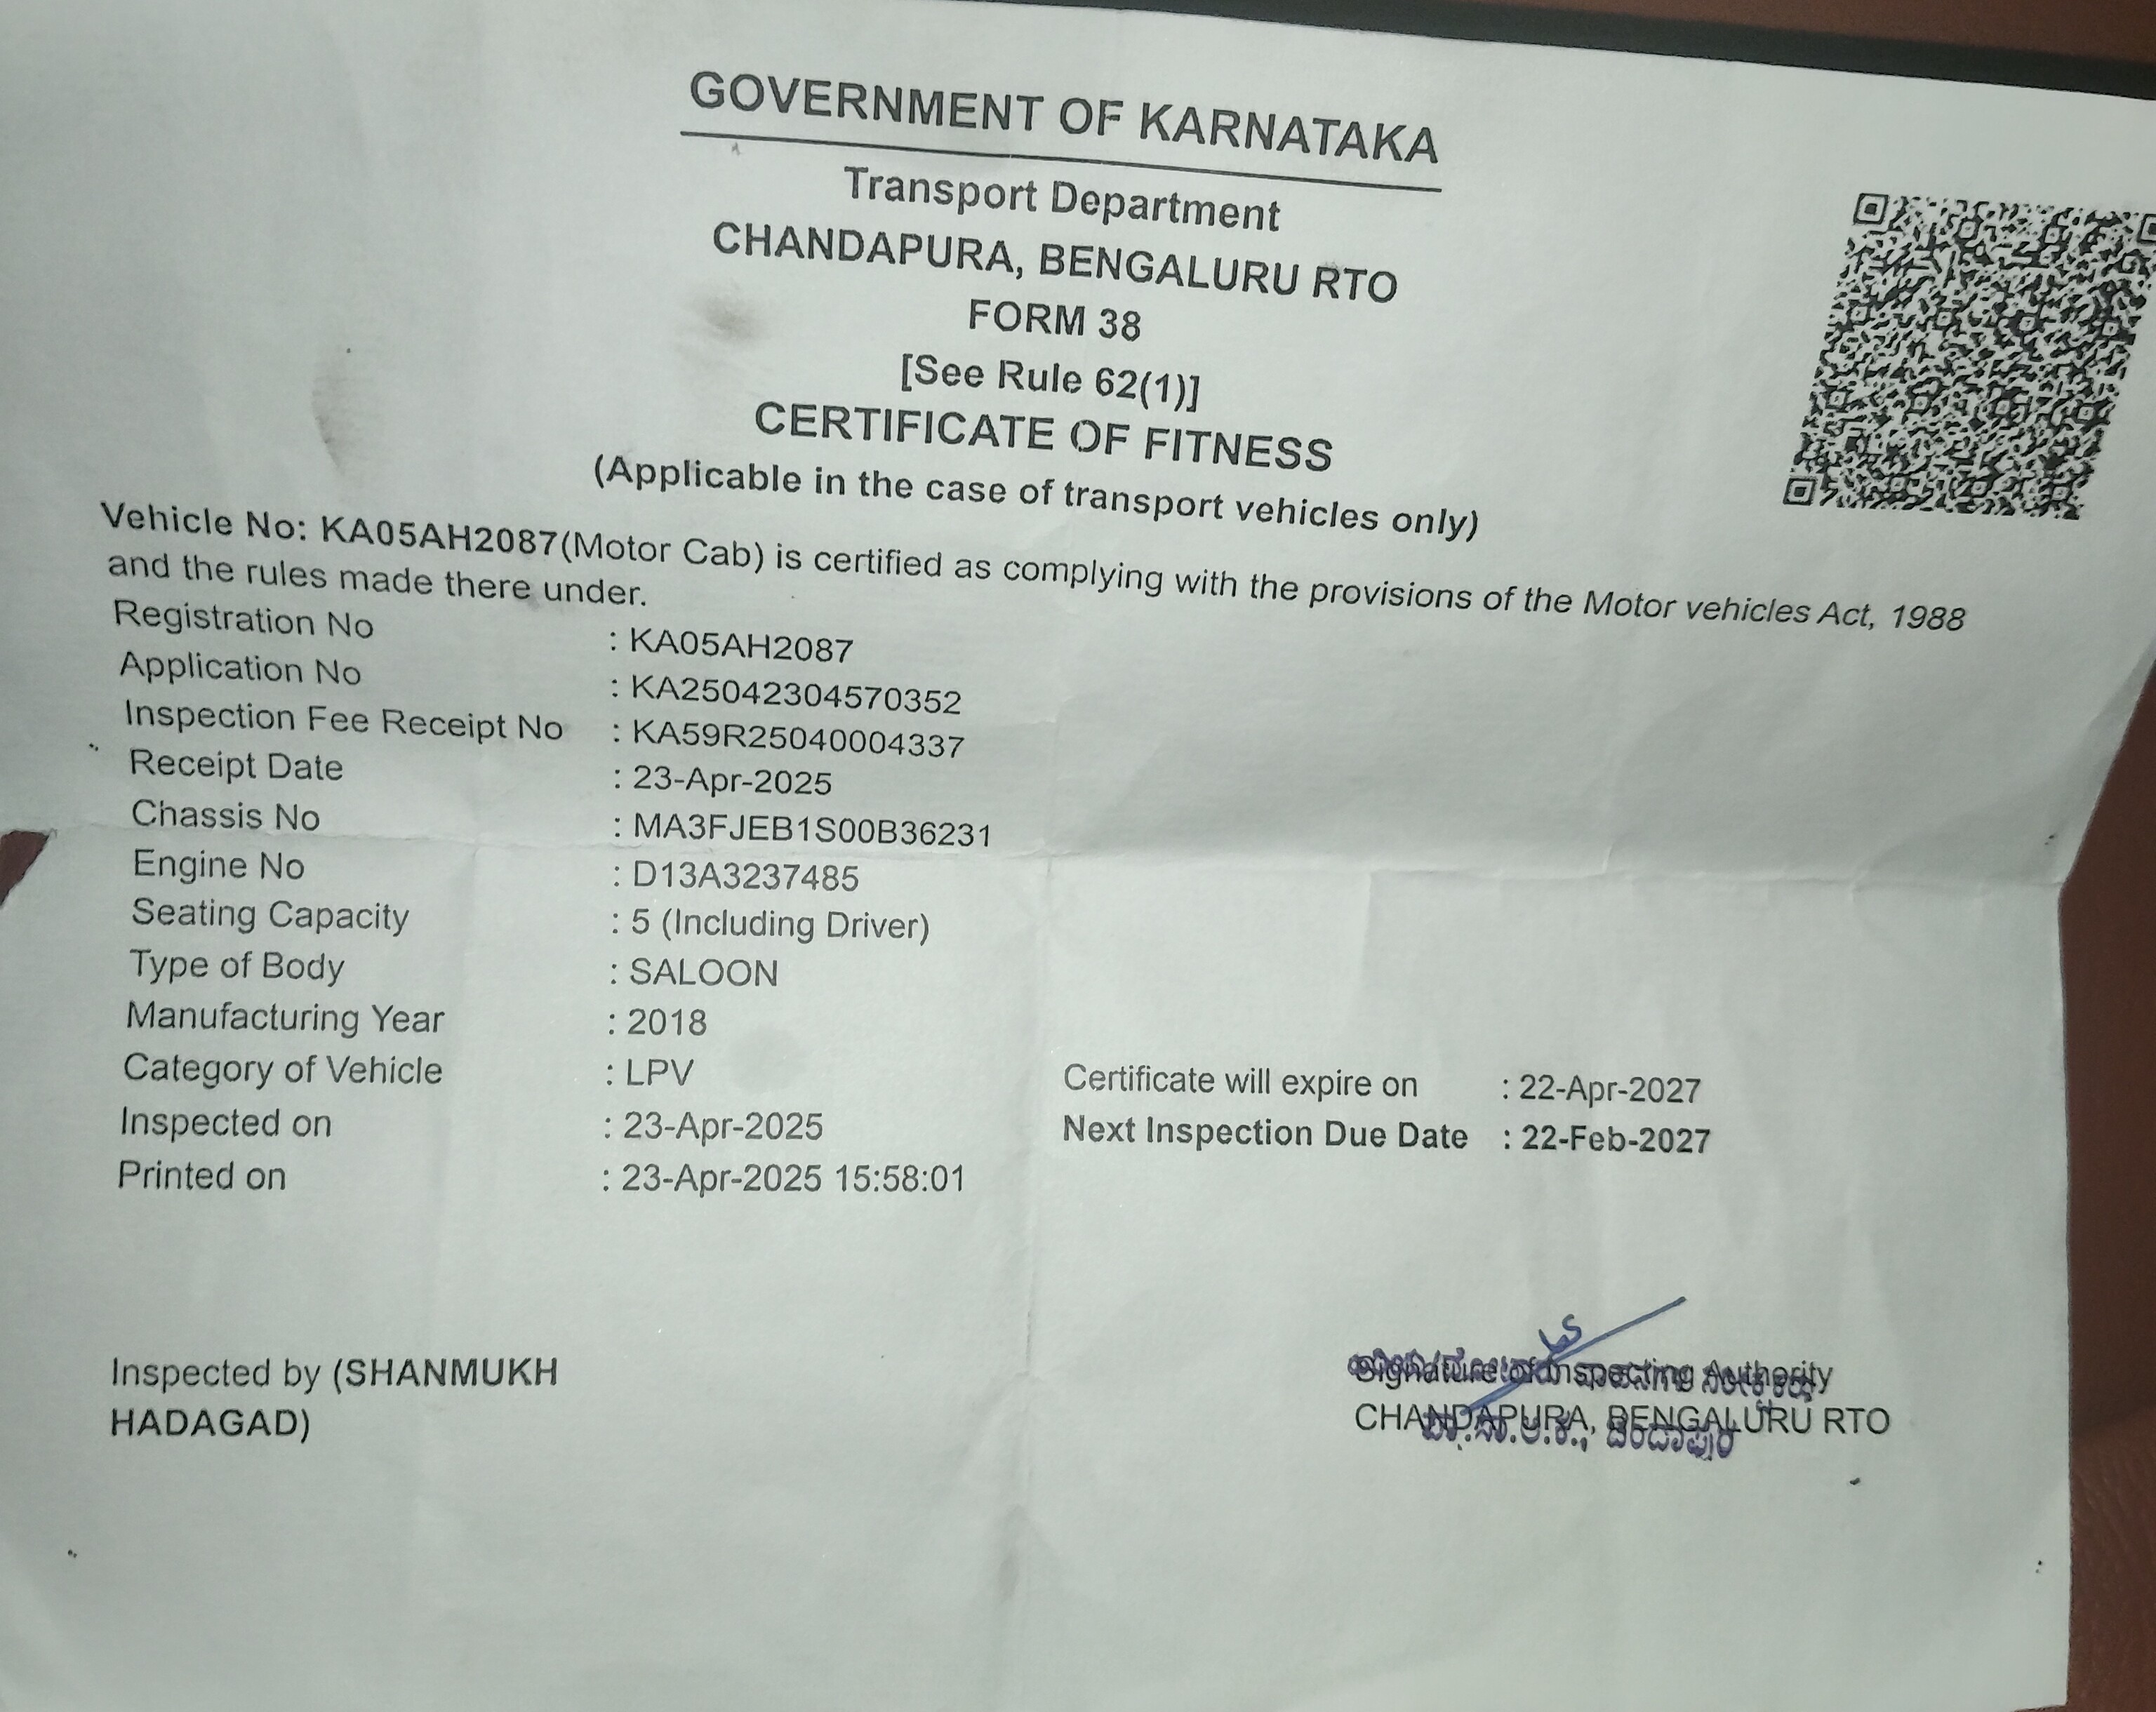 GOVERNMENT OF KARNATAKA
Transport Department
CHANDAPURA, BENGALURU RTO
FORM 38
[See Rule 62(1)]
CERTIFICATE OF FITNESS
(Applicable in the case of transport vehicles only)
Vehicle No: KA05AH2087(Motor Cab) is certified as complying with the provisions of the Motor vehicles Act, 1988
and the rules made there under.
Registration No : KA05AH2087
Application No : KA25042304570352
Inspection Fee Receipt No : KA59R25040004337
Receipt Date : 23-Apr-2025
Chassis No : MA3FJEB1S00B36231
Engine No : D13A3237485
Seating Capacity : 5 (Including Driver)
Type of Body : SALOON
Manufacturing Year : 2018
Category of Vehicle : LPV Certificate will expire on : 22-Apr-2027
Inspected on : 23-Apr-2025 Next Inspection Due Date : 22-Feb-2027
Printed on : 23-Apr-2025 15:58:01
Inspected by (SHANMUKH
HADAGAD)
Signature of Inspecting Authority
CHANDAPURA, BENGALURU RTO